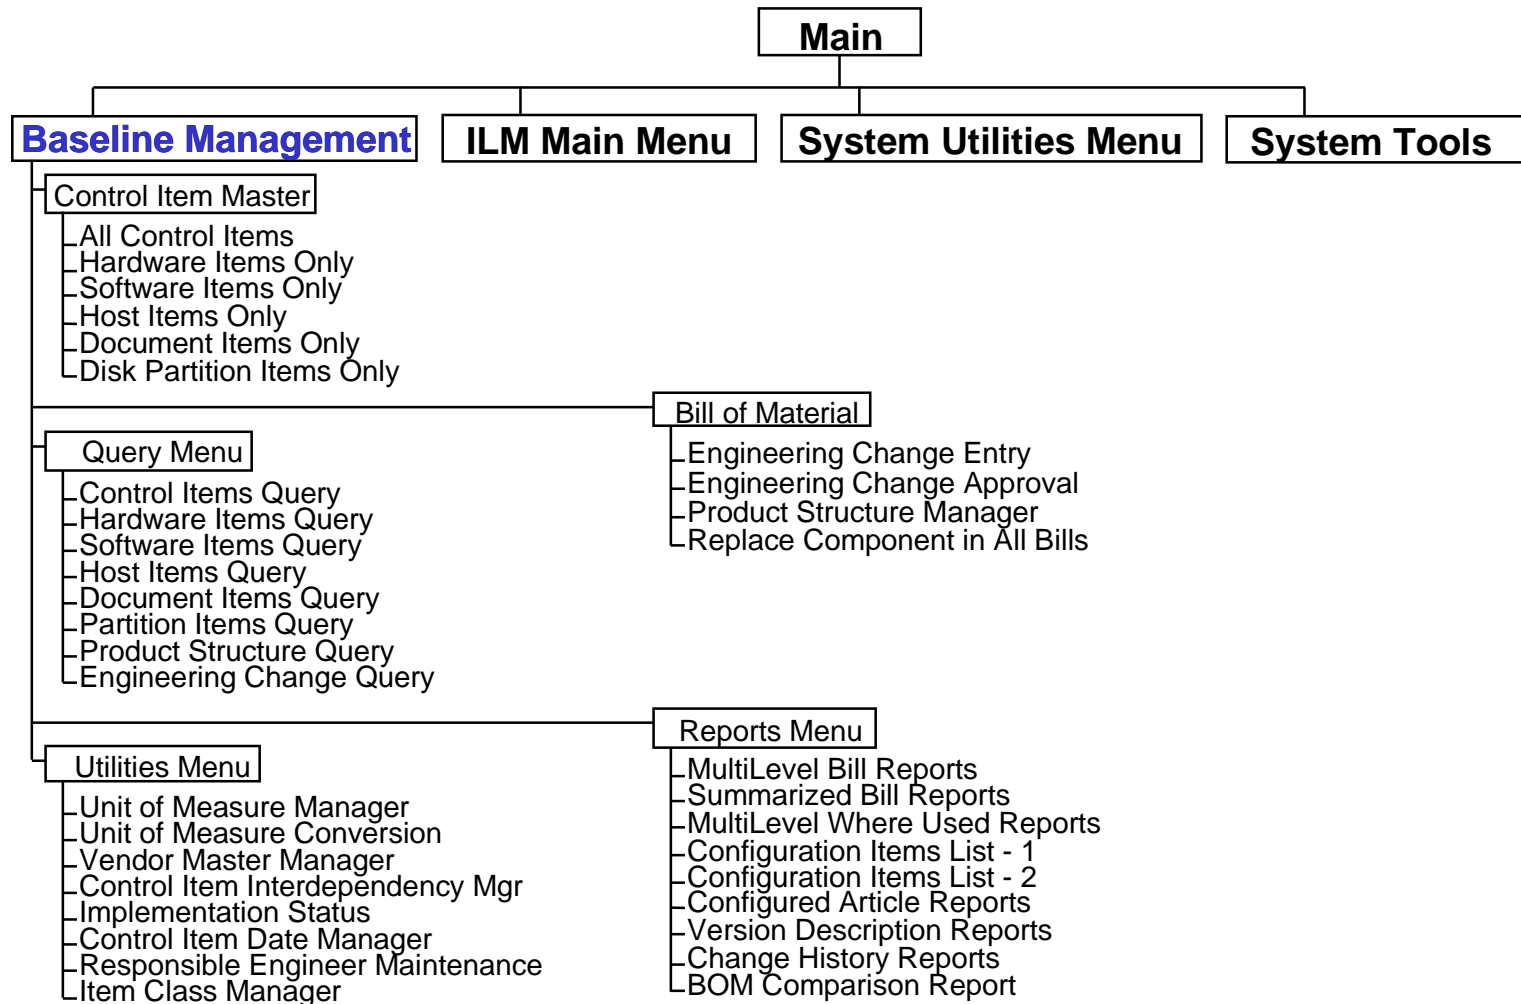 Main
Baseline Management
ILM Main Menu
System Utilities Menu
System Tools
Control Item Master
All Control Items
Hardware Items Only
Software Items Only
Host Items Only
Document Items Only
Disk Partition Items Only
Bill of Material
Engineering Change Entry
Engineering Change Approval
Product Structure Manager
Replace Component in All Bills
Query Menu
Control Items Query
Hardware Items Query
Software Items Query
Host Items Query
Document Items Query
Partition Items Query
Product Structure Query
Engineering Change Query
Reports Menu
MultiLevel Bill Reports
Summarized Bill Reports
MultiLevel Where Used Reports
Configuration Items List - 1
Configuration Items List - 2
Configured Article Reports
Version Description Reports
Change History Reports
BOM Comparison Report
Utilities Menu
Unit of Measure Manager
Unit of Measure Conversion
Vendor Master Manager
Control Item Interdependency Mgr
Implementation Status
Control Item Date Manager
Responsible Engineer Maintenance
Item Class Manager